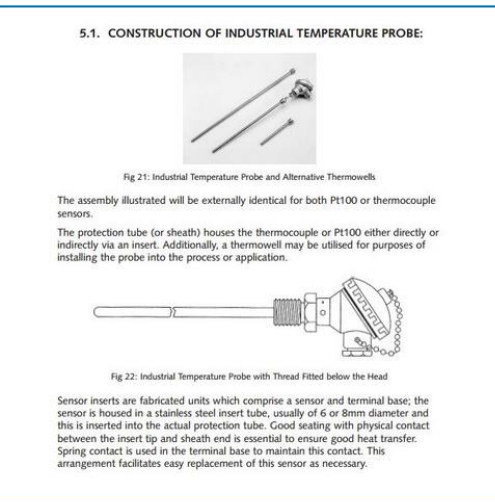 5.1. CONSTRUCTION OF INDUSTRIAL TEMPERATURE PROBE:
Fig 21: Industrial Temperature Probe and Alternative Thermowells
The assembly illustrated will be externally identical for both Pt100 or thermocouple
sensors.
The protection tube (or sheath) houses the thermocouple or Pt100 either directly or
indirectly via an insert. Additionally, a thermowell may be utilised for purposes of
installing the probe into the process or application.
Fig 22: Industrial Temperature Probe with Thread Fitted below the Head
Sensor inserts are fabricated units which comprise a sensor and terminal base; the
sensor is housed in a stainless steel insert tube, usually of 6 or 8mm diameter and
this is inserted into the actual protection tube. Good seating with physical contact
between the insert tip and sheath end is essential to ensure good heat transfer.
Spring contact is used in the terminal base to maintain this contact. This
arrangement facilitates easy replacement of this sensor as necessary.